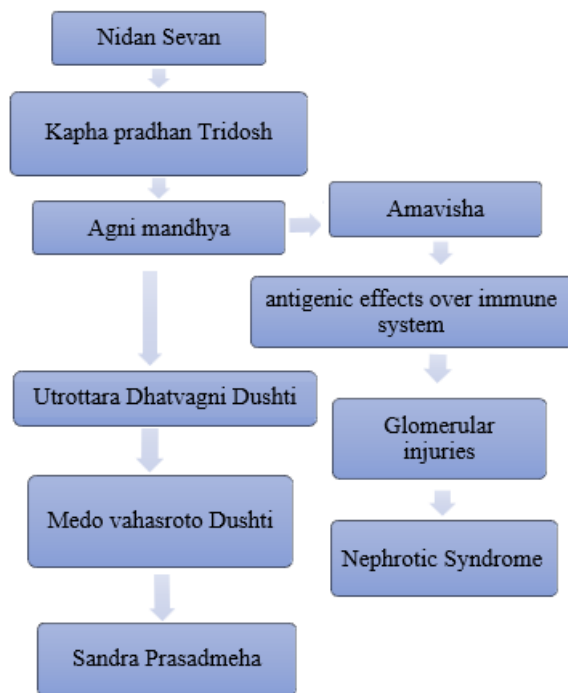 Nidan Sevan
Kapha pradhan Tridosh
Agni mandhya
Amavisha
antigenic effects over immune
system
Utrottara Dhatvagni Dushti
Glomerular
injuries
Medo vahasroto Dushti
Nephrotic Syndrome
Sandra Prasadmeha